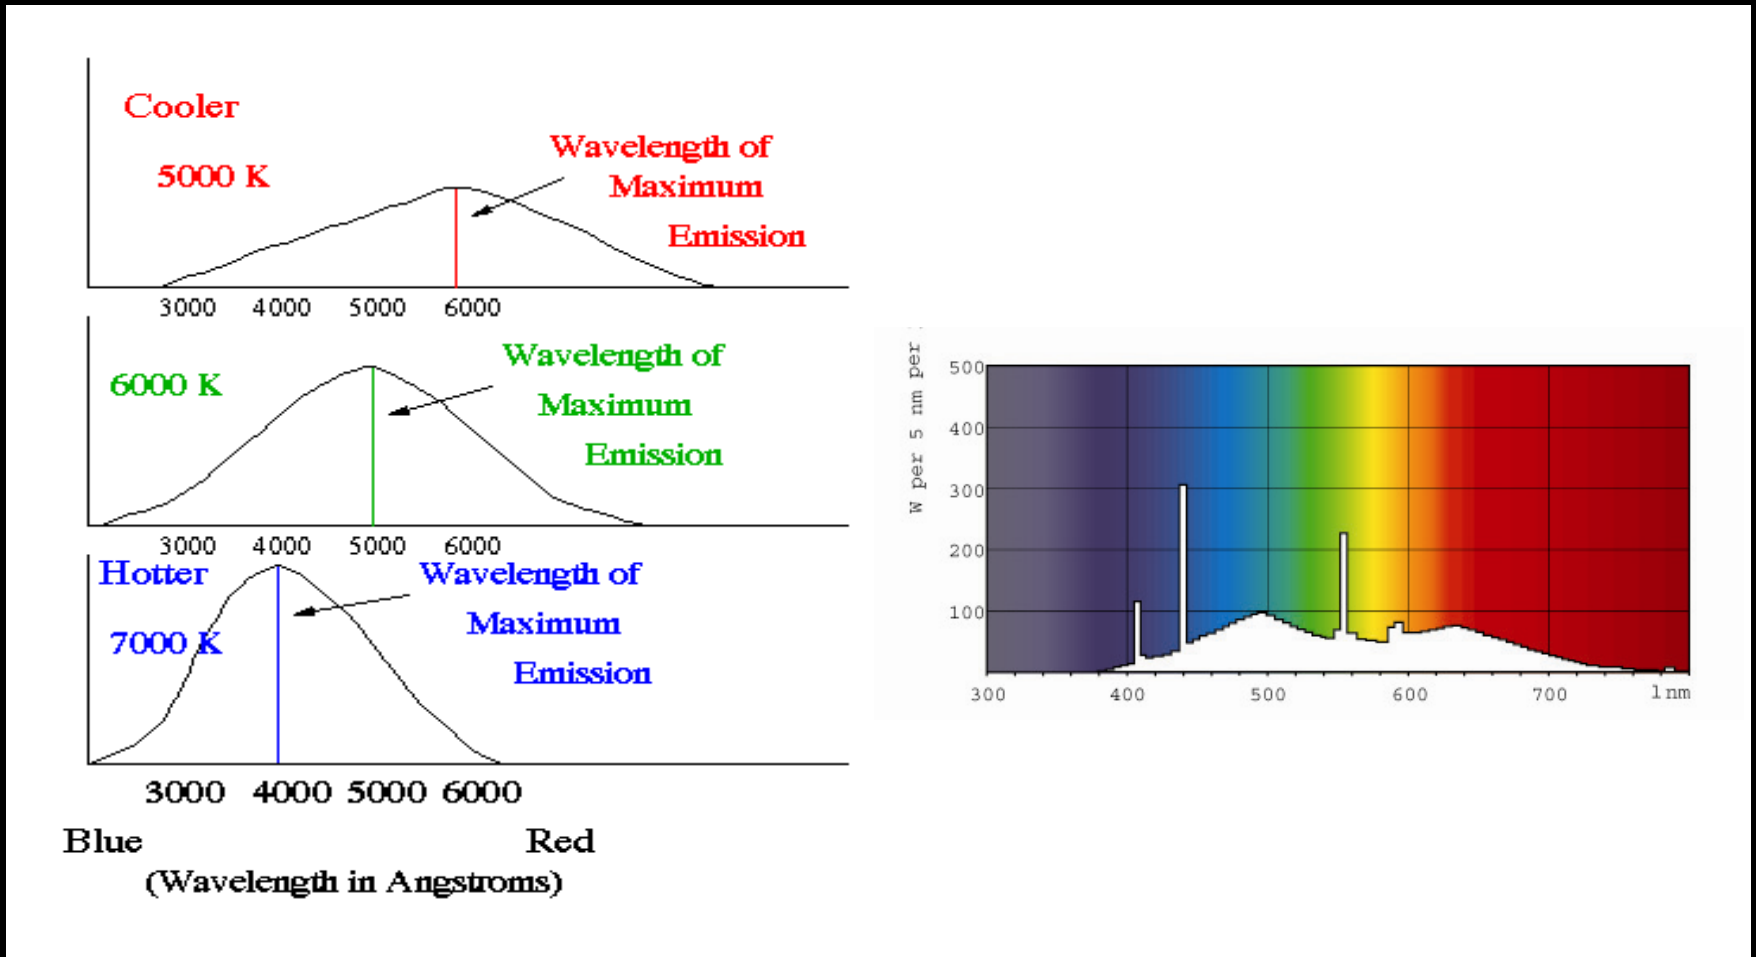 Cooler
5000 K
Wavelength of
Maximum
Emission
3000 4000 5000 6000
6000 K
Wavelength of
Maximum
Emission
3000 4000 5000 6000
Hotter
7000 K
Wavelength of
Maximum
Emission
3000 4000 5000 6000
Blue Red
(Wavelength in Angstroms)
W per 5 nm per
500
400
300
200
100
300 400 500 600 700 lnm